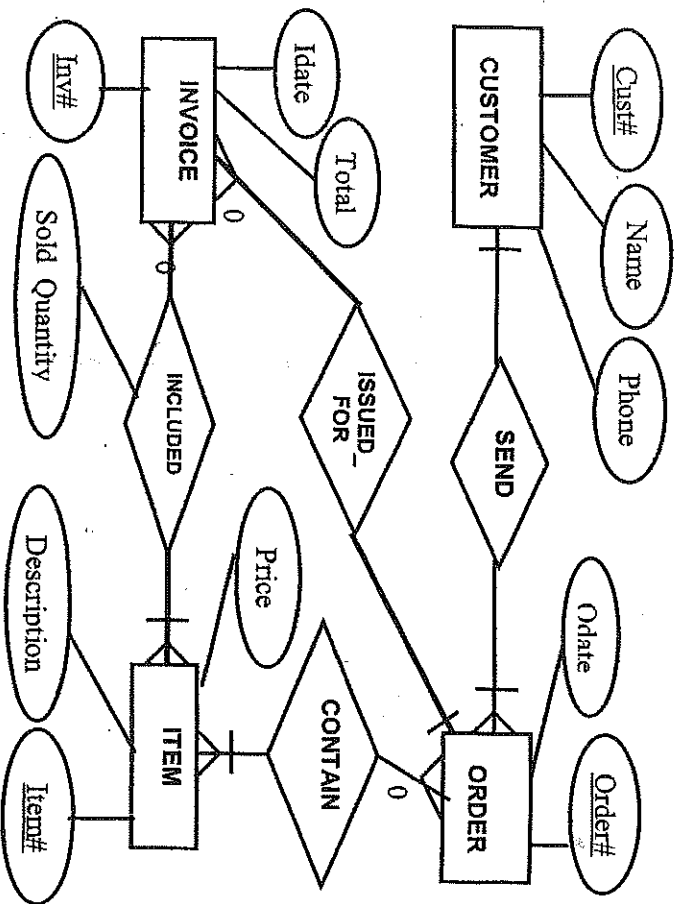 Cust#
Name
Phone
CUSTOMER
SEND
Odate
Order#
ORDER
Idate
Total
ISSUED_
FOR
0
0
INVOICE
Inv#
0
INCLUDED
Sold Quantity
Price
CONTAIN
ITEM
Description
Item#